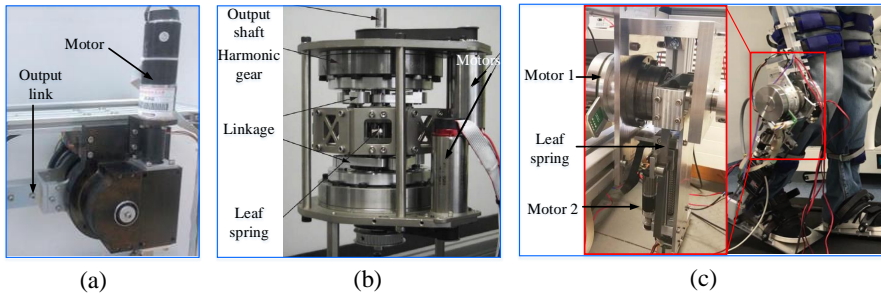 Motor
Output
link
(a)
Output
shaft
Harmonic
gear
Motors
Linkage
Leaf
spring
(b)
Motor 1
Leaf
spring
Motor 2
(c)